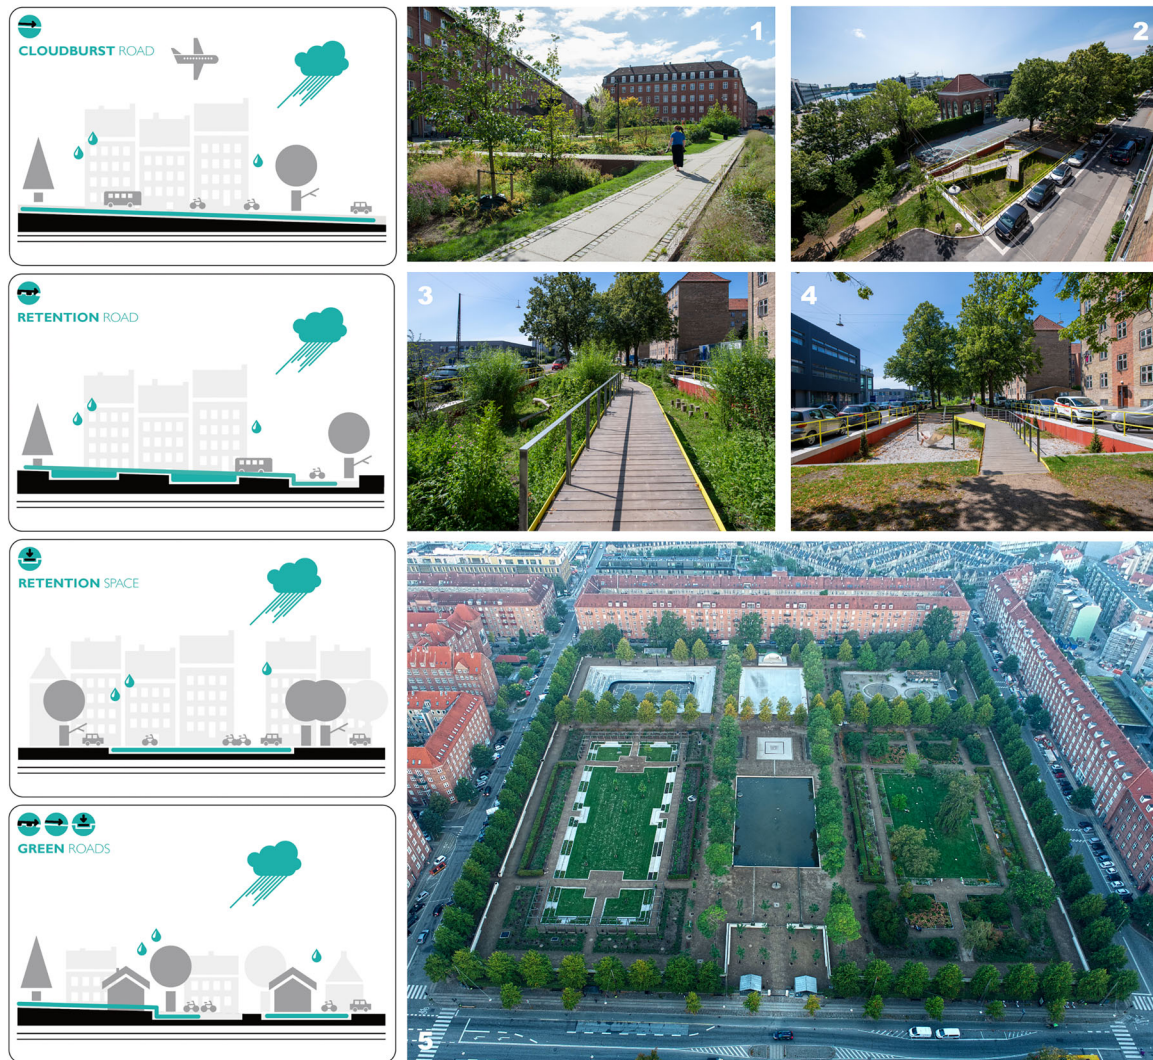 CLOUDBURST ROAD
1
2
RETENTION ROAD
3
4
RETENTION SPACE
GREEN ROADS
5